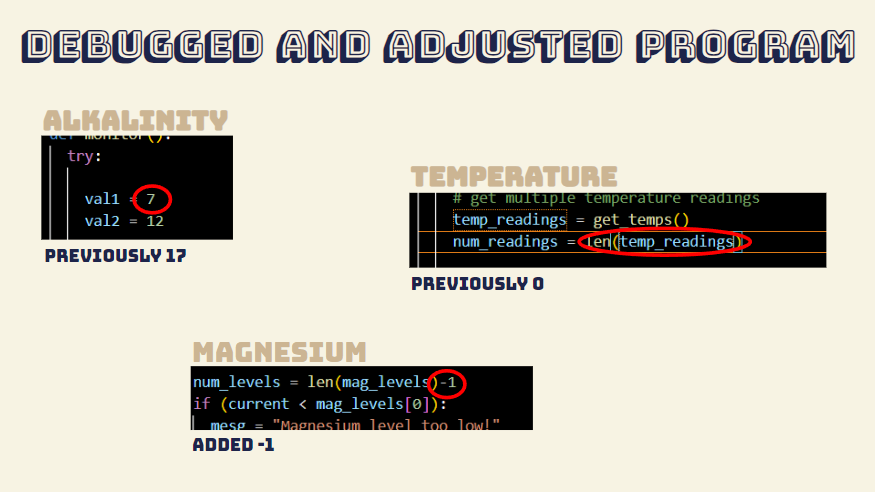 DEBUGGED AND ADJUSTED PROGRAM
ALKALINITY
def monitor():
try:
val1 = 7
val2 = 12
PREVIOUSLY 17
TEMPERATURE
# get multiple temperature readings
temp_readings = get_temps()
num_readings = len(temp_readings)
PREVIOUSLY 0
MAGNESIUM
num_levels = len(mag_levels)-1
if (current < mag_levels[0]):
mesg = "Magnesium level too low!"
ADDED -1